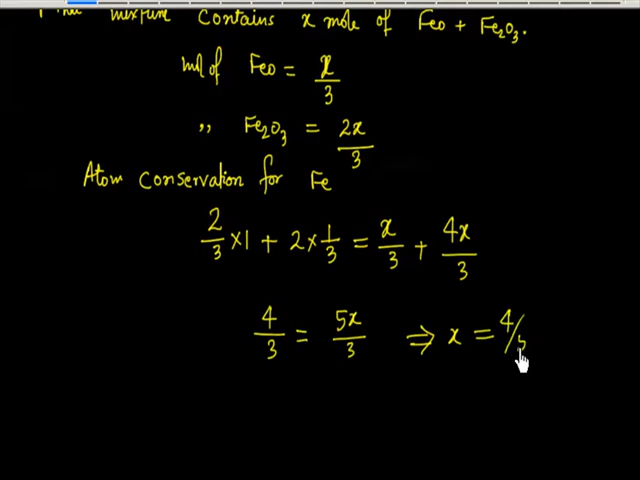 mixture contains x mole of FeO + Fe₂O₃.
mol of FeO = x/3
,, Fe₂O₃ = 2x/3
Atom conservation for Fe
2/3 ×1 + 2×1/3 = x/3 + 4x/3
4/3 = 5x/3 ⇒ x = 4/5